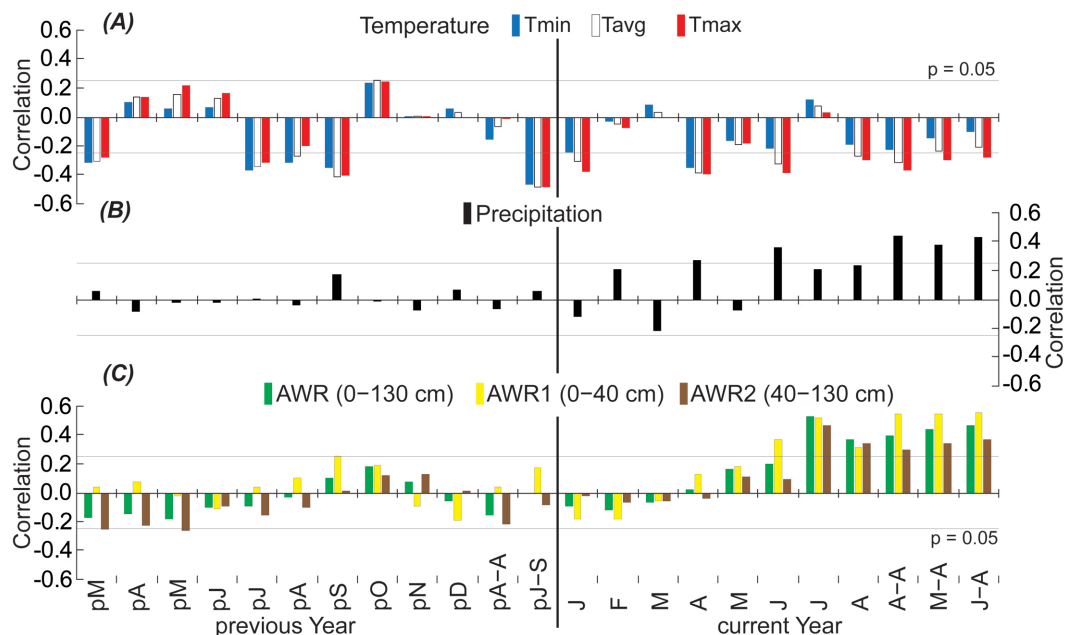 (A)
Temperature Tmin Tavg Tmax
0.6
0.4
0.2
0.0
-0.2
-0.4
-0.6
Correlation
p = 0.05
(B)
Precipitation
0.6
0.4
0.2
0.0
-0.2
-0.4
-0.6
Correlation
(C)
AWR (0−130 cm) AWR1 (0−40 cm) AWR2 (40−130 cm)
0.6
0.4
0.2
0.0
-0.2
-0.4
-0.6
Correlation
p = 0.05
pM pA pM pJ pJ pA pS pO pN pD pA−A pJ−S J F M A M J J A A−A M−A J−A
previous Year current Year